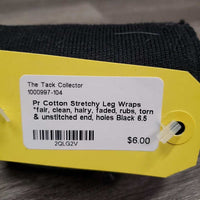 The Tack Collector
1000997-104
Pr Cotton Stretchy Leg Wraps
*fair, clean, hairy, faded, rubs, torn
& unstitched end, holes Black 6.5
2QLG2V
$6.00